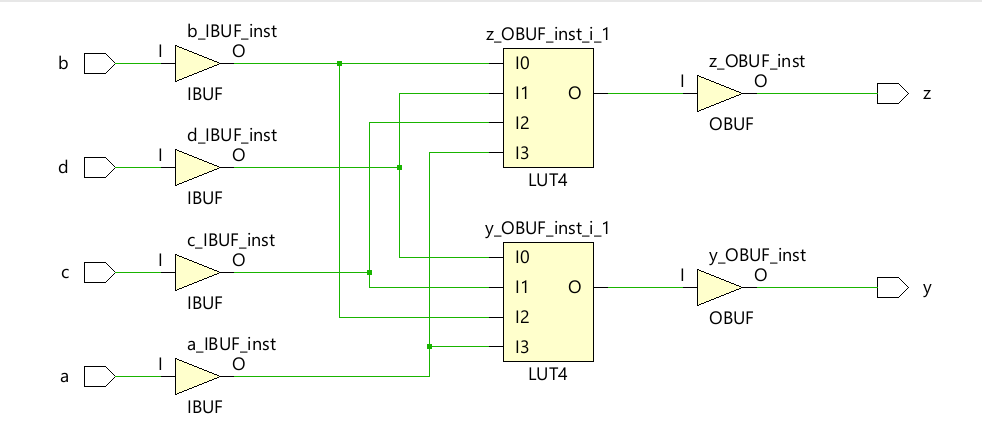 b_IBUF_inst
b
I
O
IBUF
d_IBUF_inst
d
I
O
IBUF
c_IBUF_inst
c
I
O
IBUF
a_IBUF_inst
a
I
O
IBUF
z_OBUF_inst_i_1
I0
I1
O
I2
I3
LUT4
y_OBUF_inst_i_1
I0
I1
O
I2
I3
LUT4
z_OBUF_inst
I
O
z
OBUF
y_OBUF_inst
I
O
y
OBUF